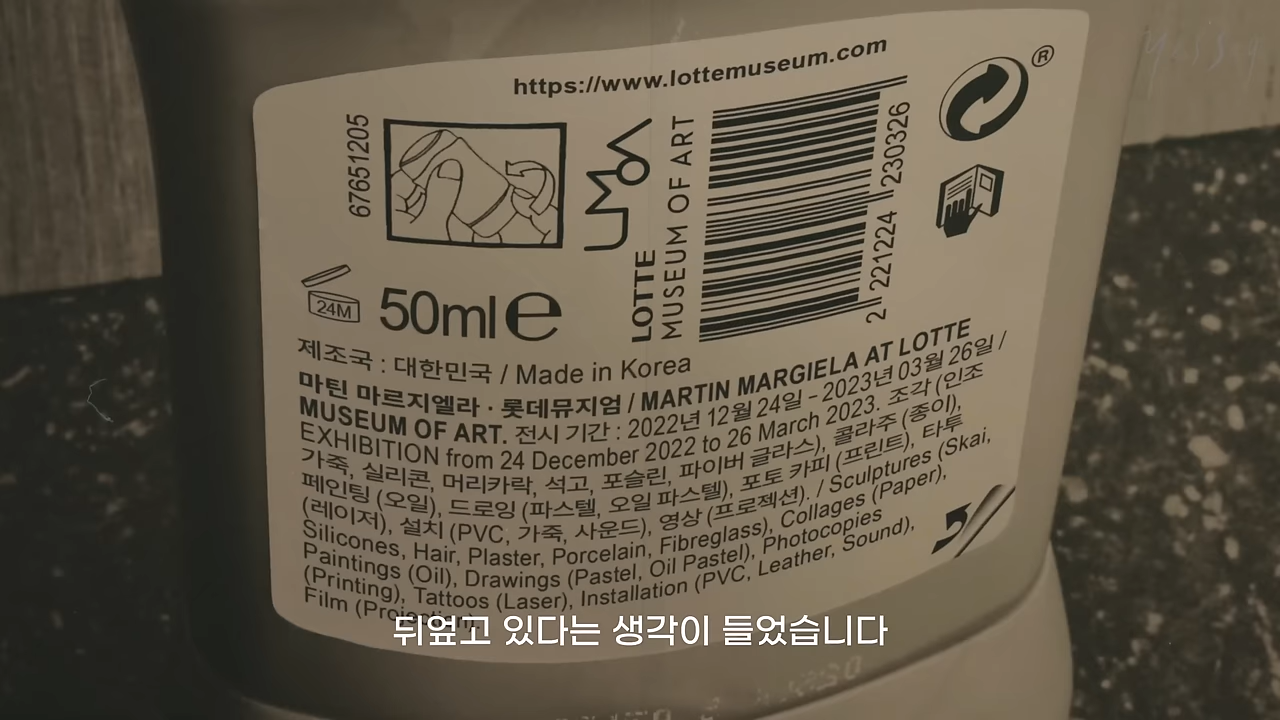 https://www.lottemuseum.com
®
67651205
LOTTE
MUSEUM OF ART
2 221224 230326
24M
50ml e
제조국 : 대한민국 / Made in Korea
마틴 마르지엘라 · 롯데뮤지엄 / MARTIN MARGIELA AT LOTTE
MUSEUM OF ART. 전시 기간 : 2022년 12월 24일 – 2023년 03월 26일 /
EXHIBITION from 24 December 2022 to 26 March 2023. 조각 (인조
가죽, 실리콘, 머리카락, 석고, 포슬린, 파이버 글라스), 콜라주 (종이),
페인팅 (오일), 드로잉 (파스텔, 오일 파스텔), 포토 카피 (프린트), 타투
(레이저), 설치 (PVC, 가죽, 사운드), 영상 (프로젝션). / Sculptures (Skai,
Silicones, Hair, Plaster, Porcelain, Fibreglass), Collages (Paper),
Paintings (Oil), Drawings (Pastel, Oil Pastel), Photocopies
(Printing), Tattoos (Laser), Installation (PVC, Leather, Sound),
Film (Projection).
뒤엎고 있다는 생각이 들었습니다